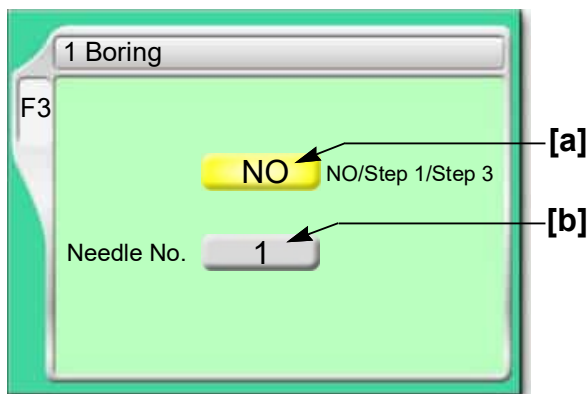 1 Boring
F3
[a]
NO NO/Step 1/Step 3
[b]
Needle No. 1